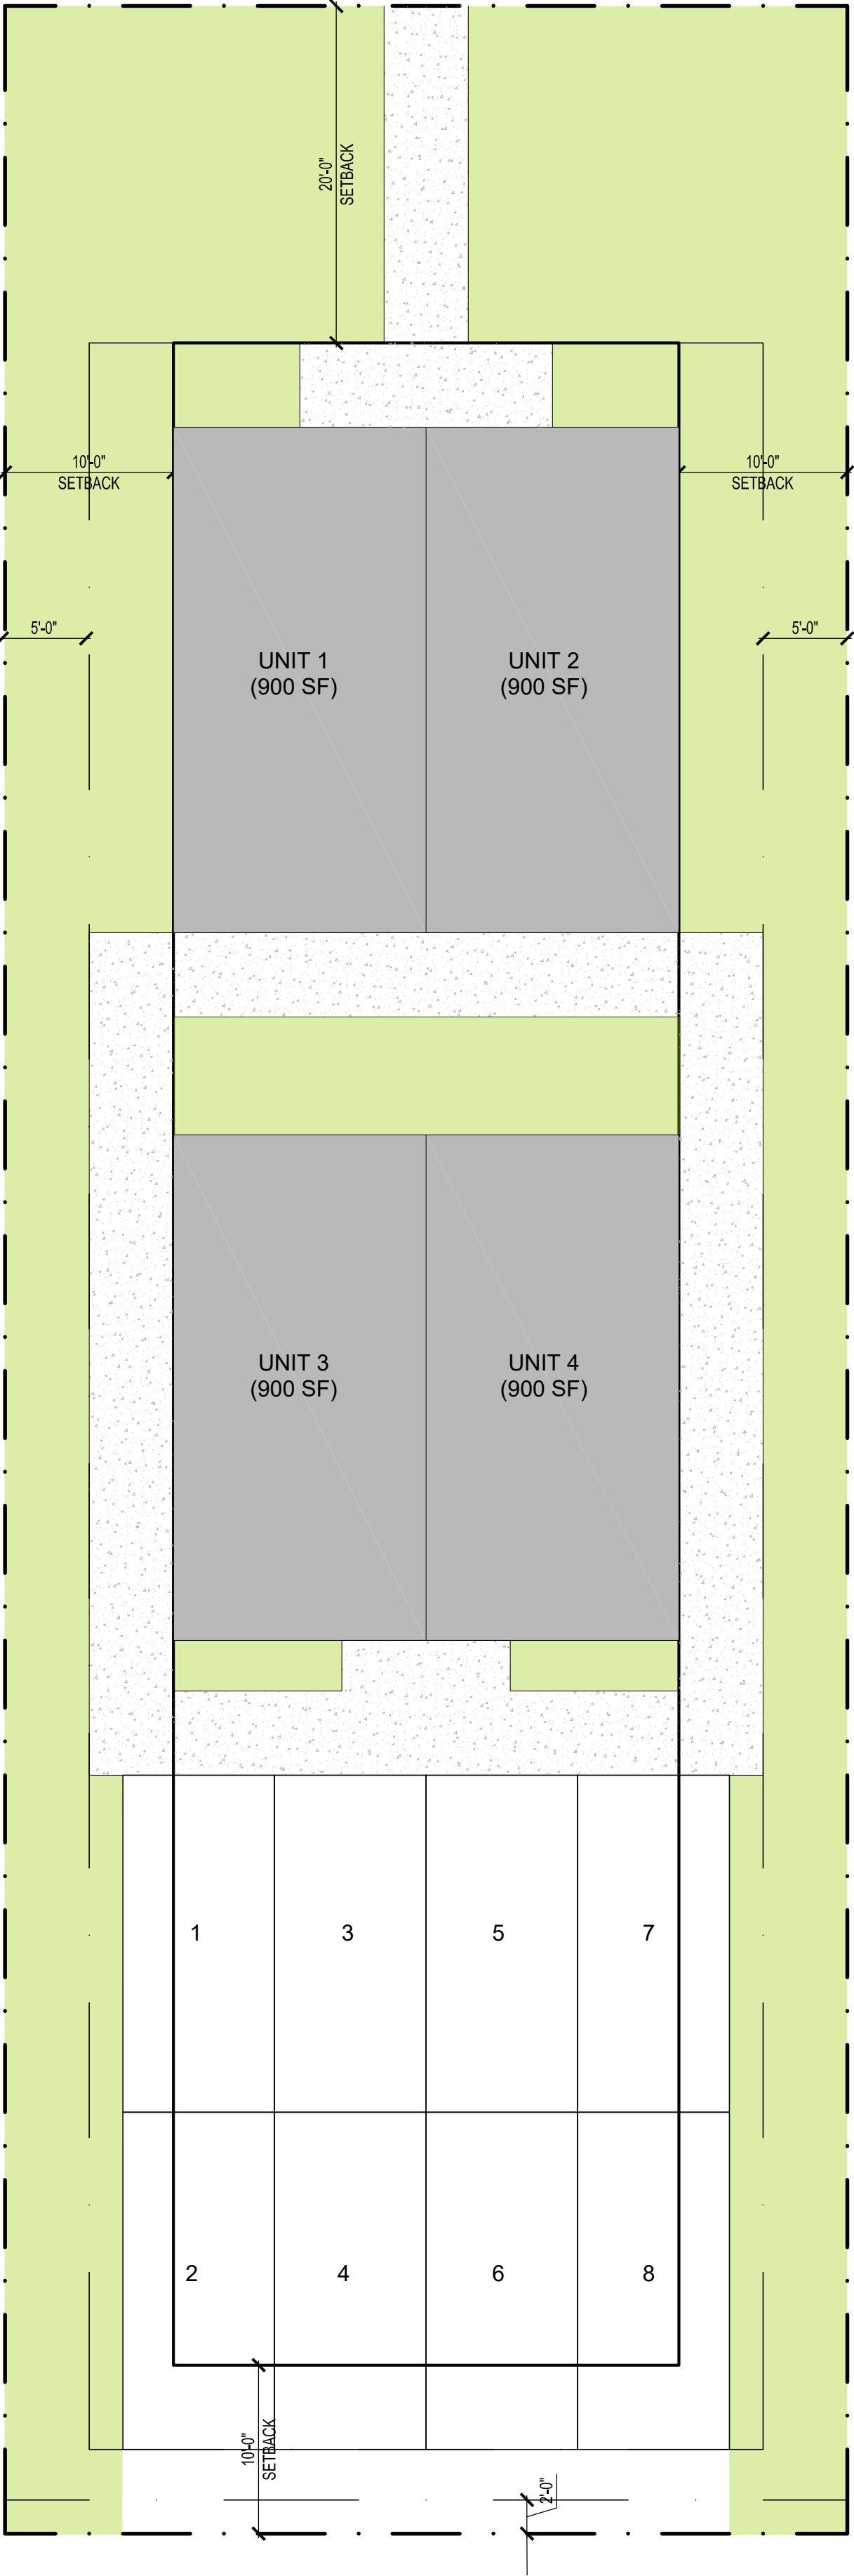 20'-0"
SETBACK
10'-0"
SETBACK
10'-0"
SETBACK
5'-0"
5'-0"
UNIT 1
(900 SF)
UNIT 2
(900 SF)
UNIT 3
(900 SF)
UNIT 4
(900 SF)
1
3
5
7
2
4
6
8
10'-0"
SETBACK
2'-0"